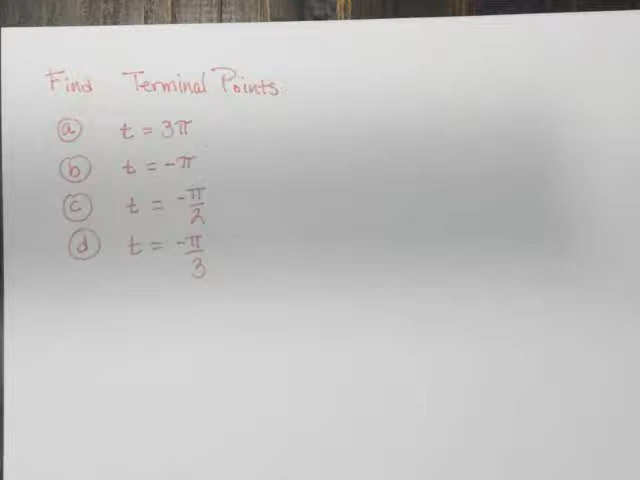 Find Terminal Points
ⓐ t = 3π
ⓑ t = -π
ⓒ t = -π/2
ⓓ t = -π/3